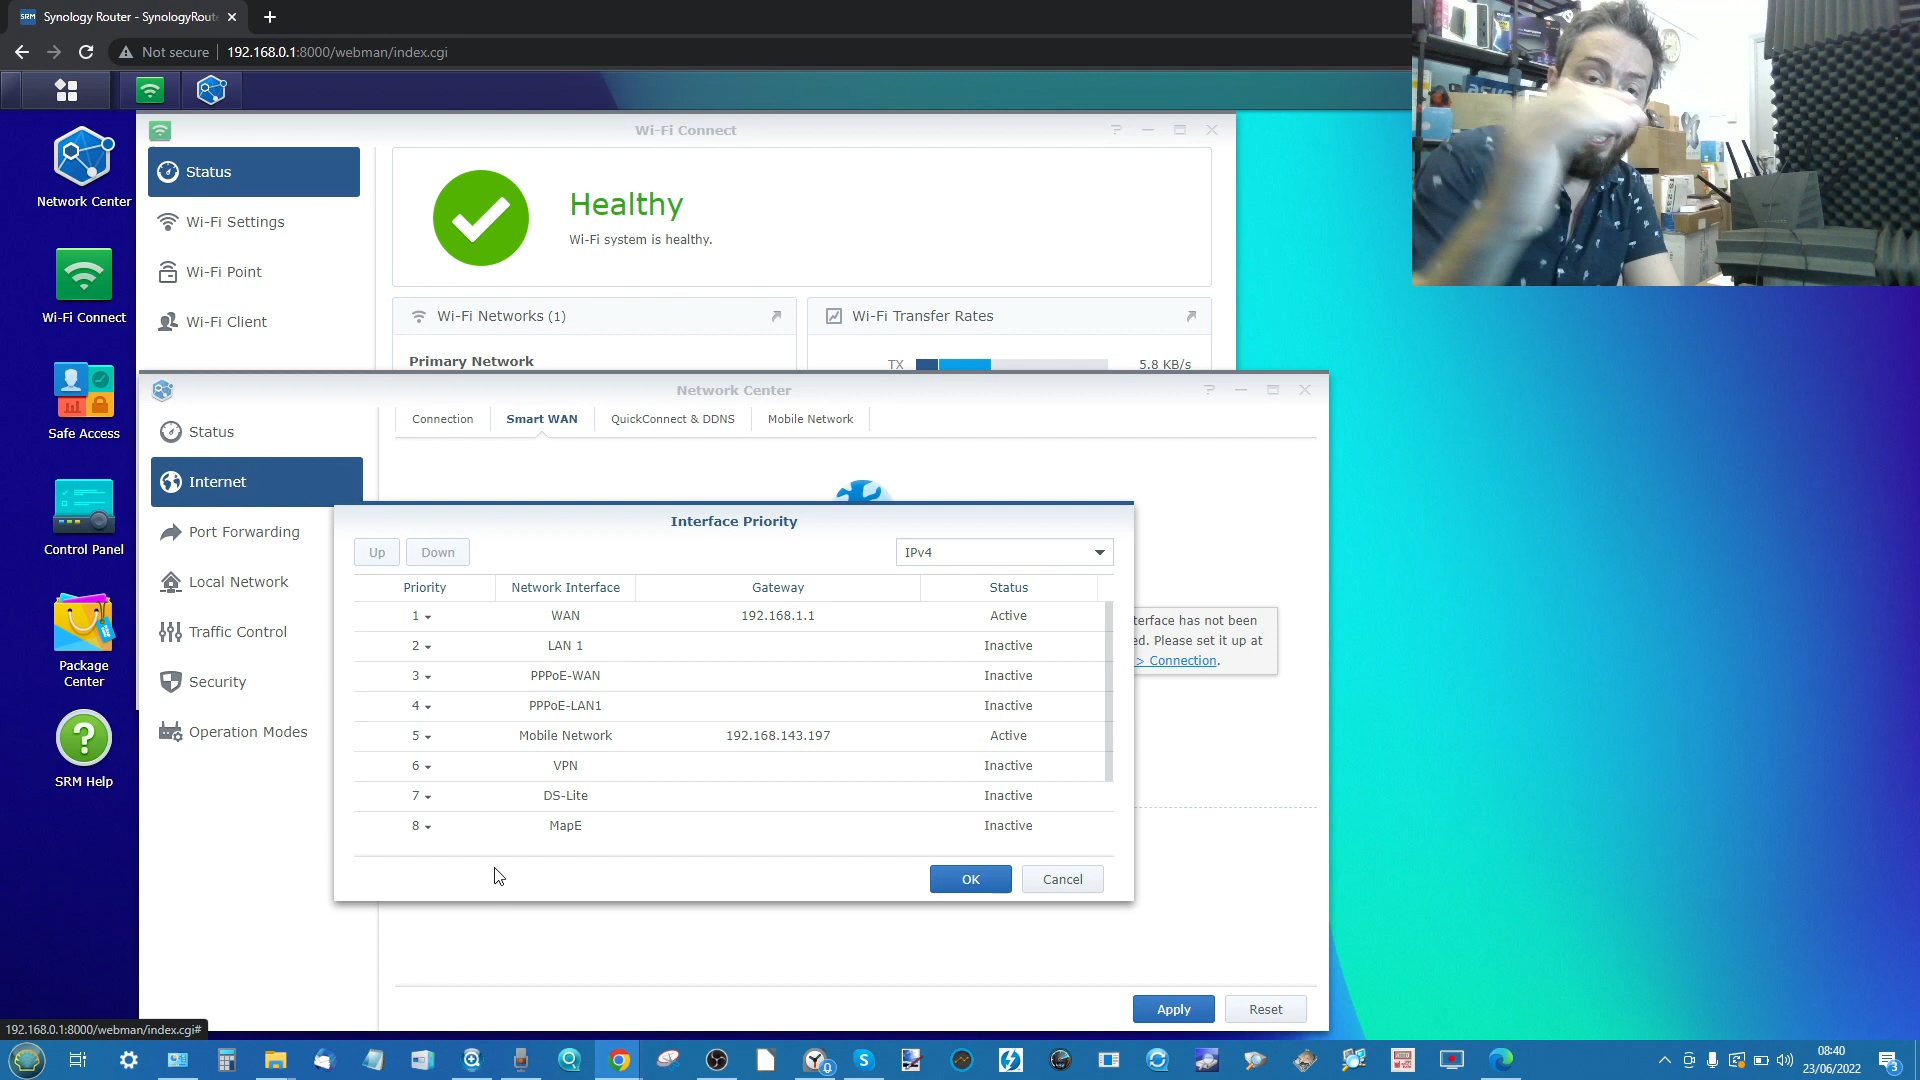 SRM Synology Router - SynologyRout
Not secure 192.168.0.1:8000/webman/index.cgi
Network Center
Wi-Fi Connect
Safe Access
Control Panel
Package
Center
SRM Help
Wi-Fi Connect
Status
Wi-Fi Settings
Wi-Fi Point
Wi-Fi Client
Healthy
Wi-Fi system is healthy.
Wi-Fi Networks (1)
Primary Network
Wi-Fi Transfer Rates
TX 5.8 KB/s
Network Center
Status
Internet
Port Forwarding
Local Network
Traffic Control
Security
Operation Modes
Connection Smart WAN QuickConnect & DDNS Mobile Network
Interface Priority
Up Down IPv4
Priority Network Interface Gateway Status
1 WAN 192.168.1.1 Active
2 LAN 1 Inactive
3 PPPoE-WAN Inactive
4 PPPoE-LAN1 Inactive
5 Mobile Network 192.168.143.197 Active
6 VPN Inactive
7 DS-Lite Inactive
8 MapE Inactive
OK Cancel
terface has not been
ed. Please set it up at
> Connection.
Apply Reset
192.168.0.1:8000/webman/index.cgi#
08:40
23/06/2022
3